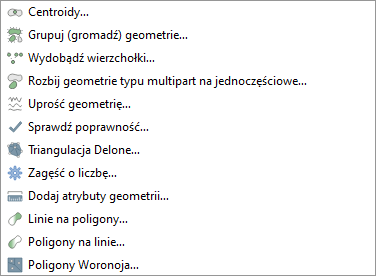 Centroidy...
Grupuj (gromadź) geometrie...
Wydobądź wierzchołki...
Rozbij geometrie typu multipart na jednoczęściowe...
Uprość geometrię...
Sprawdź poprawność...
Triangulacja Delone...
Zagęść o liczbę...
Dodaj atrybuty geometrii...
Linie na poligony...
Poligony na linie...
Poligony Woronoja...